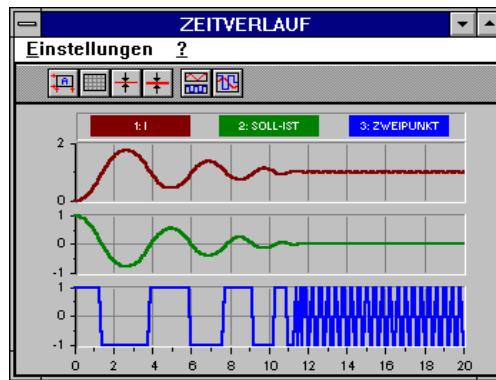 ZEITVERLAUF
Einstellungen ?
A
1: I 2: SOLL-IST 3: ZWEIPUNKT
2
0
1
0
-1
1
0
-1
0 2 4 6 8 10 12 14 16 18 20